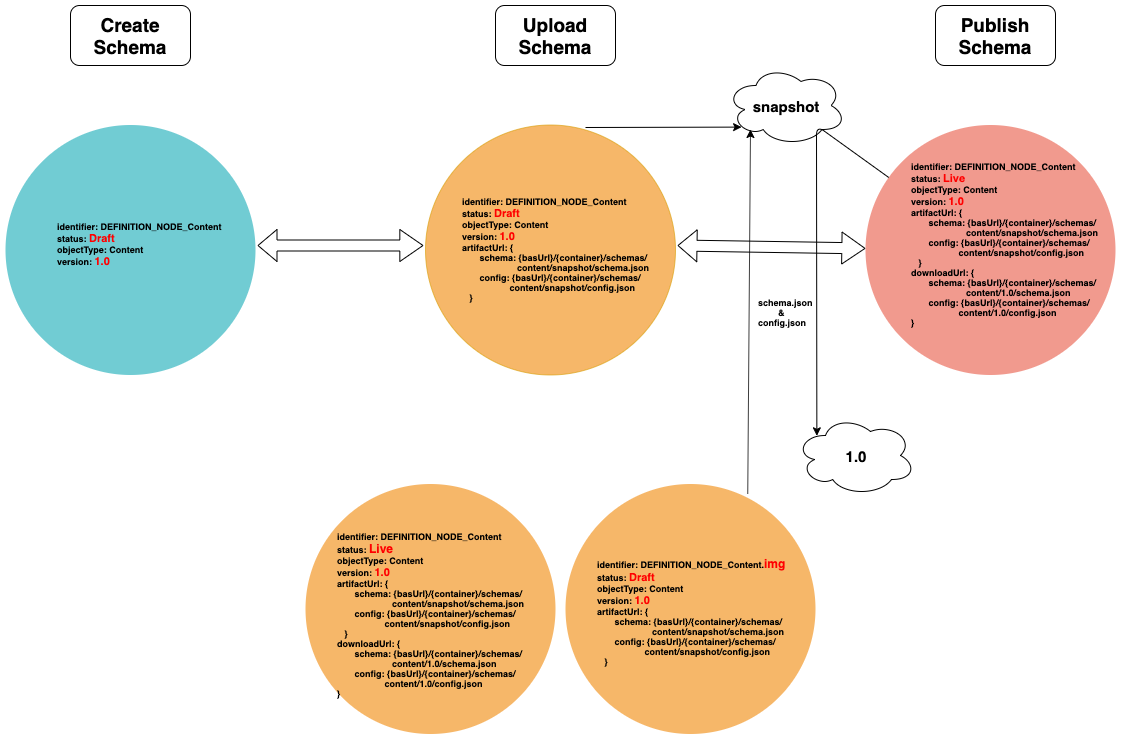 Create
Schema
Upload
Schema
Publish
Schema
snapshot
identifier: DEFINITION_NODE_Content
status: Draft
objectType: Content
version: 1.0
identifier: DEFINITION_NODE_Content
status: Draft
objectType: Content
version: 1.0
artifactUrl: {
schema: {basUrl}/{container}/schemas/
content/snapshot/schema.json
config: {basUrl}/{container}/schemas/
content/snapshot/config.json
}
identifier: DEFINITION_NODE_Content
status: Live
objectType: Content
version: 1.0
artifactUrl: {
schema: {basUrl}/{container}/schemas/
content/snapshot/schema.json
config: {basUrl}/{container}/schemas/
content/snapshot/config.json
}
downloadUrl: {
schema: {basUrl}/{container}/schemas/
content/1.0/schema.json
config: {basUrl}/{container}/schemas/
content/1.0/config.json
}
schema.json
&
config.json
1.0
identifier: DEFINITION_NODE_Content
status: Live
objectType: Content
version: 1.0
artifactUrl: {
schema: {basUrl}/{container}/schemas/
content/snapshot/schema.json
config: {basUrl}/{container}/schemas/
content/snapshot/config.json
}
downloadUrl: {
schema: {basUrl}/{container}/schemas/
content/1.0/schema.json
config: {basUrl}/{container}/schemas/
content/1.0/config.json
}
identifier: DEFINITION_NODE_Content.img
status: Draft
objectType: Content
version: 1.0
artifactUrl: {
schema: {basUrl}/{container}/schemas/
content/snapshot/schema.json
config: {basUrl}/{container}/schemas/
content/snapshot/config.json
}